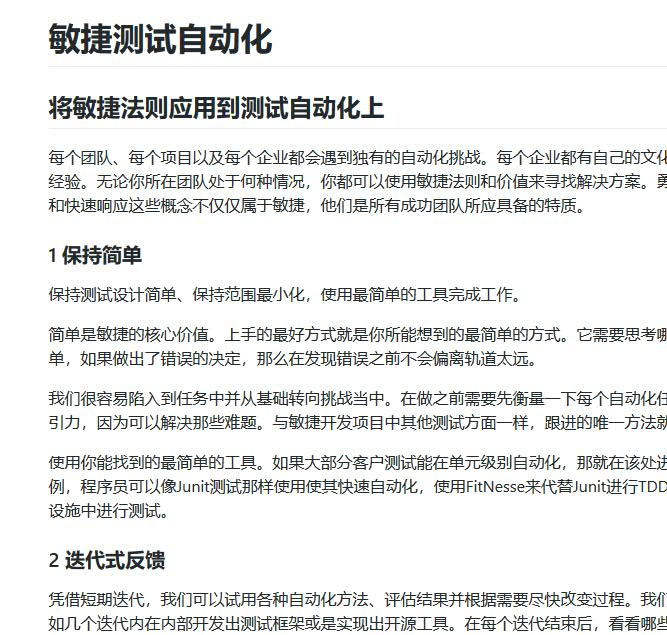 敏捷测试自动化
将敏捷法则应用到测试自动化上
每个团队、每个项目以及每个企业都会遇到独有的自动化挑战。每个企业都有自己的文化
经验。无论你所在团队处于何种情况，你都可以使用敏捷法则和价值来寻找解决方案。勇
和快速响应这些概念不仅仅属于敏捷，他们是所有成功团队所应具备的特质。
1 保持简单
保持测试设计简单、保持范围最小化，使用最简单的工具完成工作。
简单是敏捷的核心价值。上手的最好方式就是你所能想到的最简单的方式。它需要思考哪
单，如果做出了错误的决定，那么在发现错误之前不会偏离轨道太远。
我们很容易陷入到任务中并从基础转向挑战当中。在做之前需要先衡量一下每个自动化任
引力，因为可以解决那些难题。与敏捷开发项目中其他测试方面一样，跟进的唯一方法就
使用你能找到的最简单的工具。如果大部分客户测试能在单元级别自动化，那就在该处进
例，程序员可以像Junit测试那样使用使其快速自动化，使用FitNesse来代替Junit进行TDD
设施中进行测试。
2 迭代式反馈
凭借短期迭代，我们可以试用各种自动化方法、评估结果并根据需要尽快改变过程。我们
如几个迭代内在内部开发出测试框架或是实现出开源工具。在每个迭代结束后，看看哪些